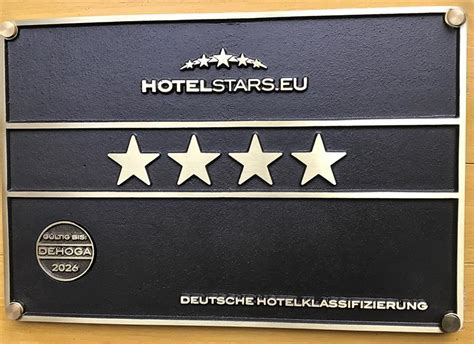 HOTELSTARS.EU
GÜLTIG BIS:
DEHOGA
2026
DEUTSCHE HOTELKLASSIFIZIERUNG